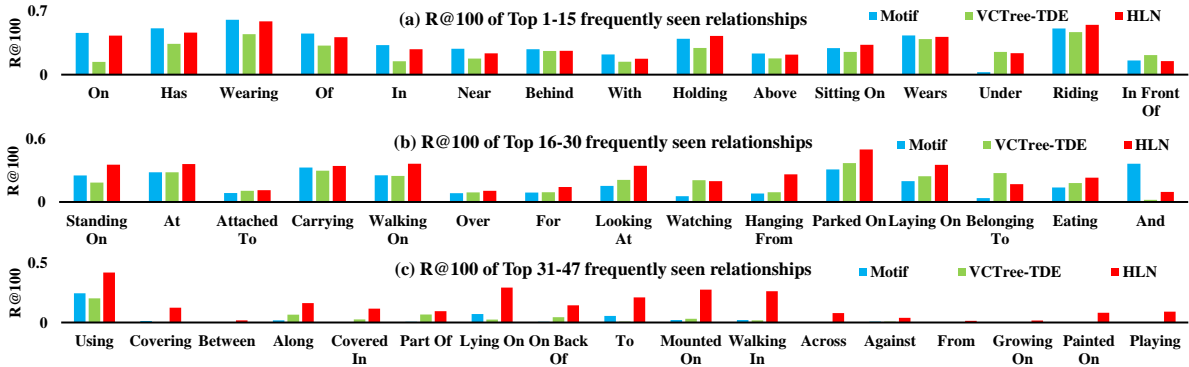 (a) R@100 of Top 1-15 frequently seen relationships
Motif VCTree-TDE HLN
R@100
0.7
0
On Has Wearing Of In Near Behind With Holding Above Sitting On Wears Under Riding In Front Of
(b) R@100 of Top 16-30 frequently seen relationships
Motif VCTree-TDE HLN
R@100
0.6
0
Standing On At Attached To Carrying Walking On Over For Looking At Watching Hanging From Parked On Laying On Belonging To Eating And
(c) R@100 of Top 31-47 frequently seen relationships
Motif VCTree-TDE HLN
R@100
0.5
0
Using Covering Between Along Covered In Part Of Lying On On Back Of To Mounted On Walking In Across Against From Growing On Painted On Playing